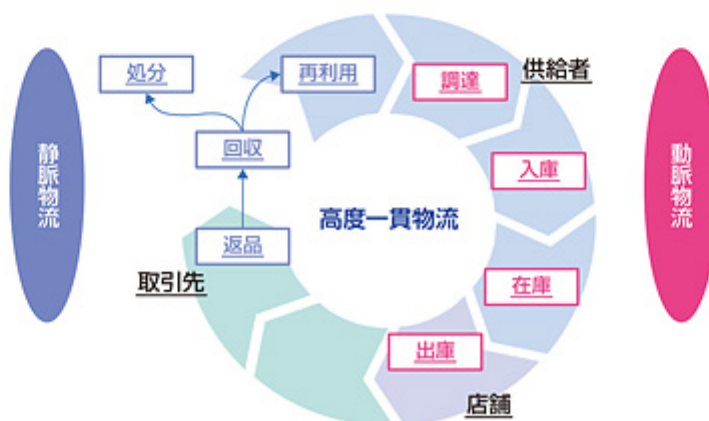 処分
再利用
調達
供給者
静脈物流
回収
入庫
動脈物流
高度一貫物流
返品
取引先
在庫
出庫
店舗